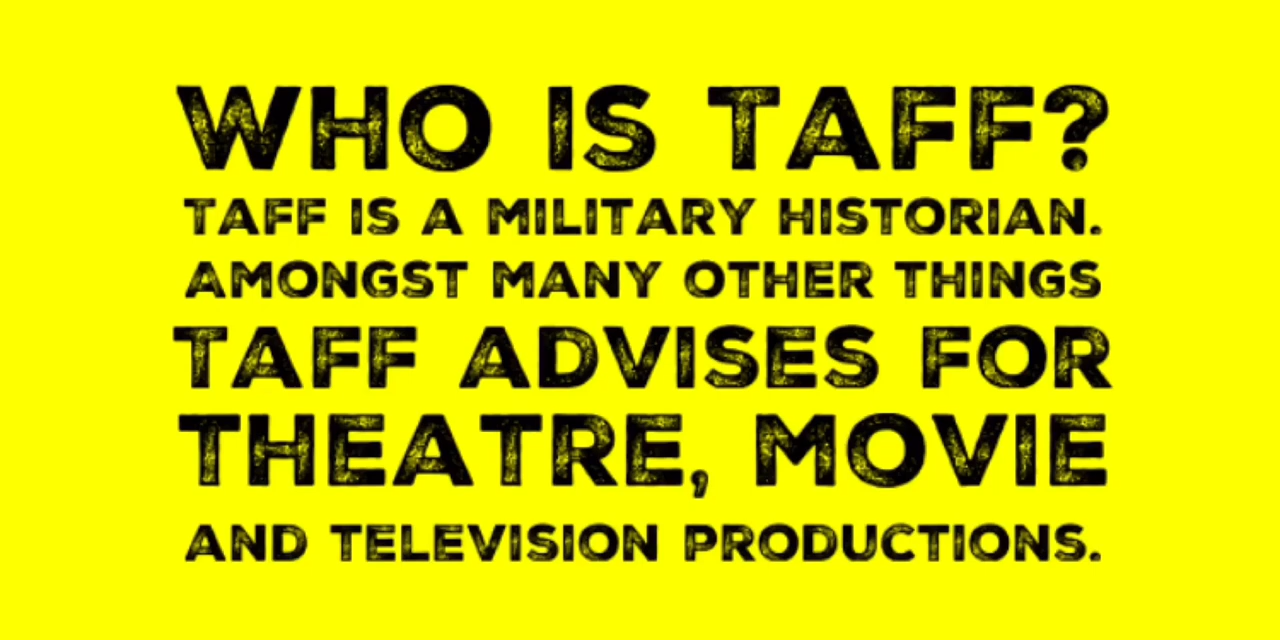 WHO IS TAFF?
TAFF IS A MILITARY HISTORIAN.
AMONGST MANY OTHER THINGS
TAFF ADVISES FOR
THEATRE, MOVIE
AND TELEVISION PRODUCTIONS.